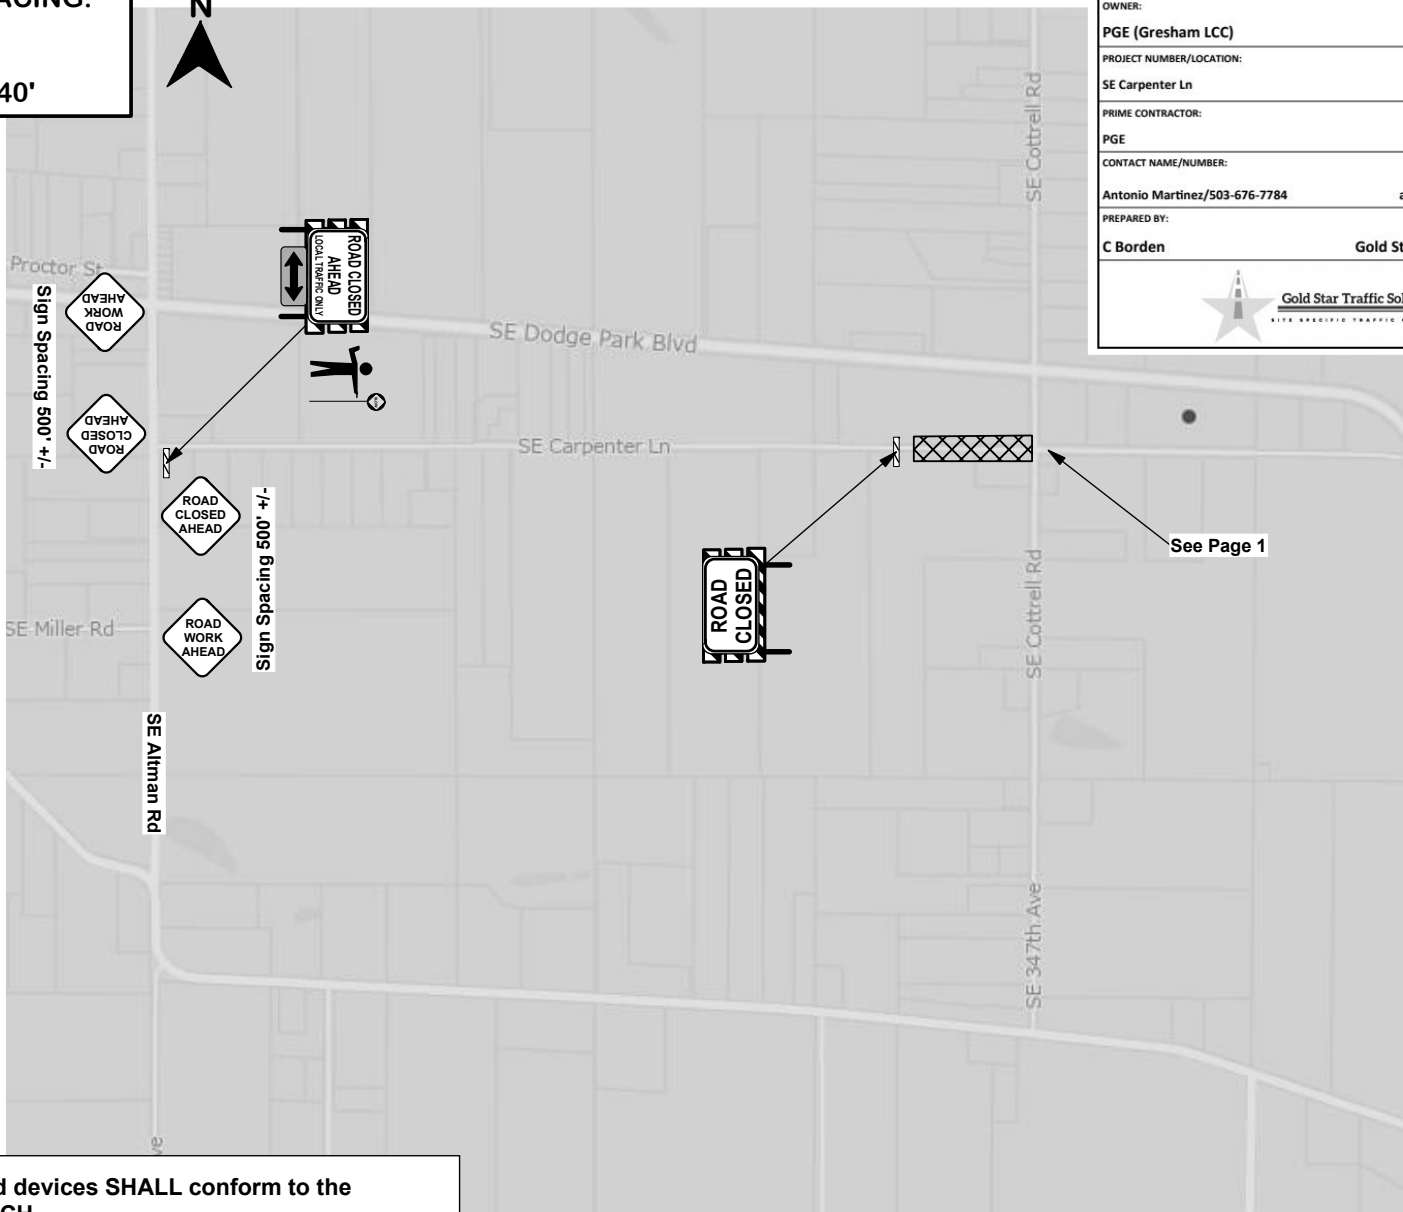 ACING:
40'
N
OWNER:
PGE (Gresham LCC)
PROJECT NUMBER/LOCATION:
SE Carpenter Ln
PRIME CONTRACTOR:
PGE
CONTACT NAME/NUMBER:
Antonio Martinez/503-676-7784 a
PREPARED BY:
C Borden Gold St
Gold Star Traffic Sol
SITE SPECIFIC TRAFFIC
SE Cottrell Rd
Proctor St
ROAD
WORK
AHEAD
Sign Spacing 500' +/-
ROAD
CLOSED
AHEAD
ROAD CLOSED
AHEAD
LOCAL TRAFFIC ONLY
SE Dodge Park Blvd
SE Carpenter Ln
ROAD
CLOSED
AHEAD
Sign Spacing 500' +/-
ROAD
WORK
AHEAD
SE Miller Rd
ROAD
CLOSED
See Page 1
SE Cottrell Rd
SE Altman Rd
SE 347th Ave
ve
d devices SHALL conform to the